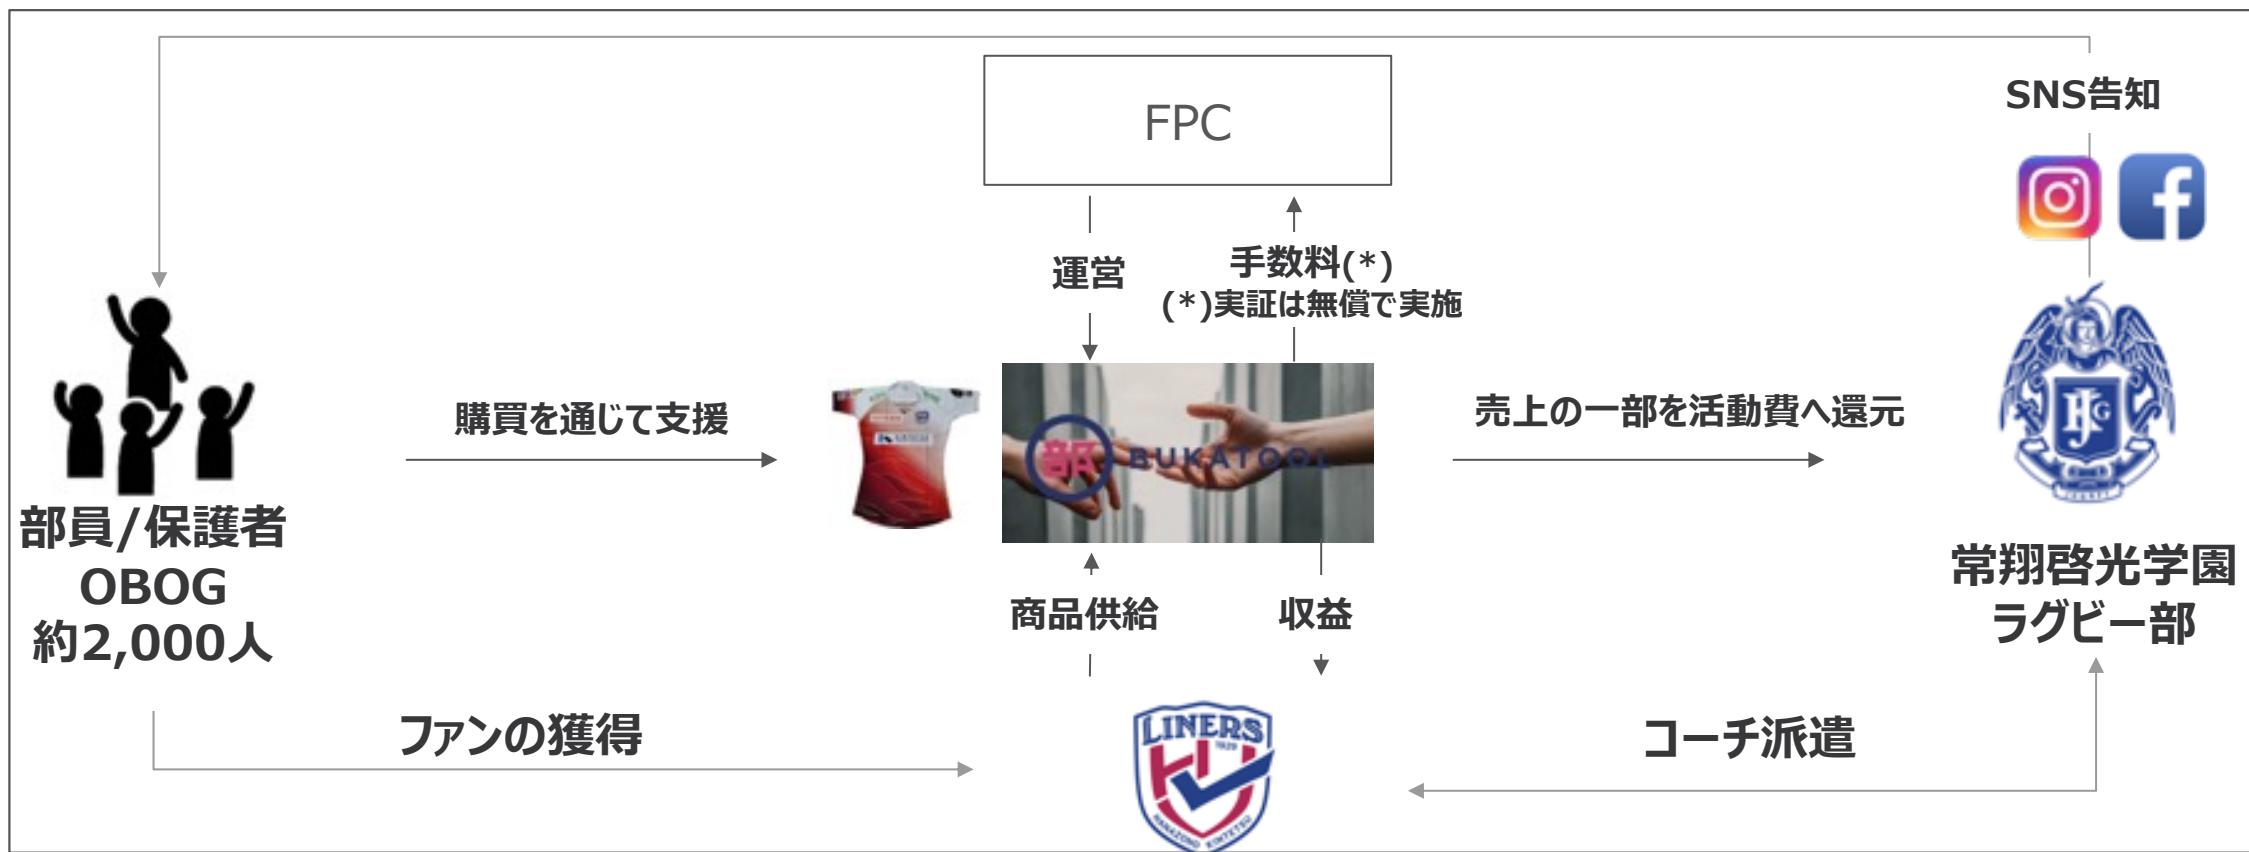 SNS告知
FPC
運営
手数料(*)
(*)実証は無償で実施
購買を通じて支援
部 BUKATOOL
売上の一部を活動費へ還元
部員/保護者
OBOG
約2,000人
商品供給
収益
常翔啓光学園
ラグビー部
ファンの獲得
コーチ派遣
LINERS
1929
HANAZONO KINTETSU